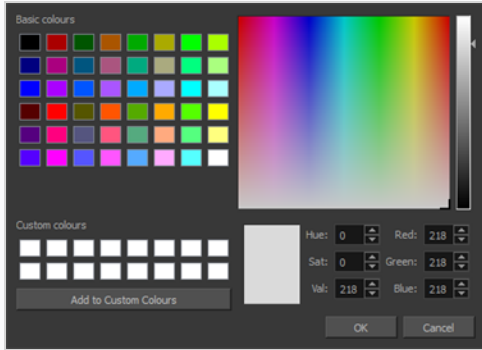 Basic colours
Custom colours
Add to Custom Colours
Hue: 0 Red: 218
Sat: 0 Green: 218
Val: 218 Blue: 218
OK Cancel